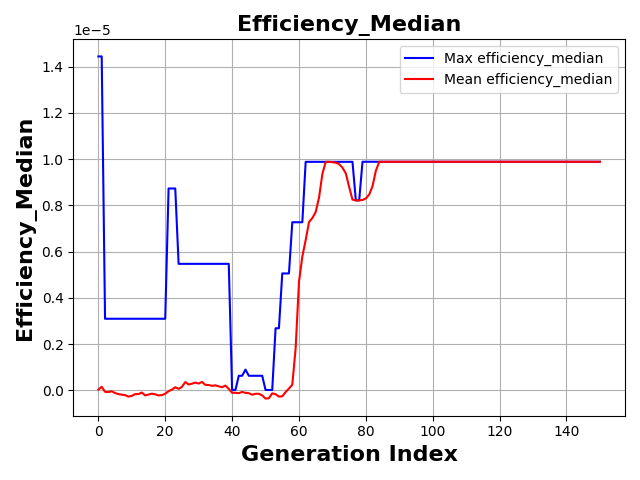 Efficiency_Median
1e−5
Max efficiency_median
Mean efficiency_median
1.4
1.2
1.0
0.8
0.6
0.4
0.2
0.0
Efficiency_Median
0 20 40 60 80 100 120 140
Generation Index